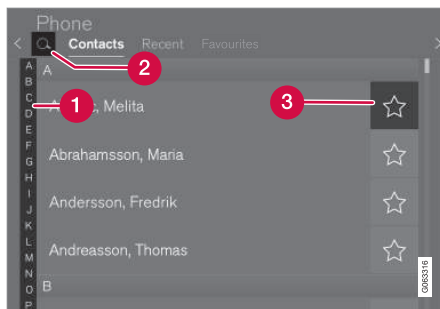 Phone
Contacts Recent Favourites
2
A
B
C
D
E
F
G
H
I
J
K
L
M
N
O
P
A
1
Melita
3
Abrahamsson, Maria
Andersson, Fredrik
Andreasson, Thomas
B
G063316